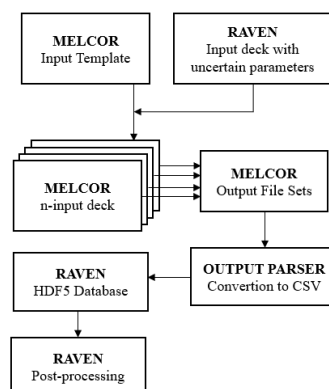 MELCOR
Input Template
RAVEN
Input deck with
uncertain parameters
MELCOR
n-input deck
MELCOR
Output File Sets
OUTPUT PARSER
Convertion to CSV
RAVEN
HDF5 Database
RAVEN
Post-processing